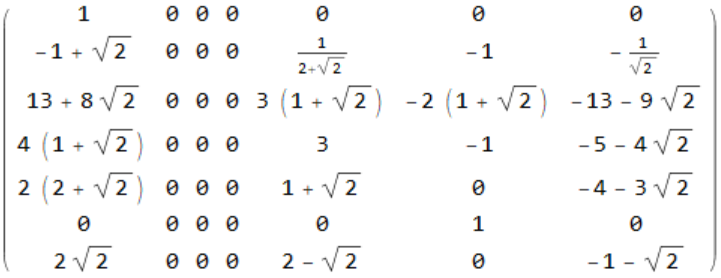 1 0 0 0 0 0 0
-1 + √2 0 0 0 1/(2+√2) -1 -1/√2
13 + 8 √2 0 0 0 3 (1 + √2) -2 (1 + √2) -13 - 9 √2
4 (1 + √2) 0 0 0 3 -1 -5 - 4 √2
2 (2 + √2) 0 0 0 1 + √2 0 -4 - 3 √2
0 0 0 0 0 1 0
2 √2 0 0 0 2 - √2 0 -1 - √2